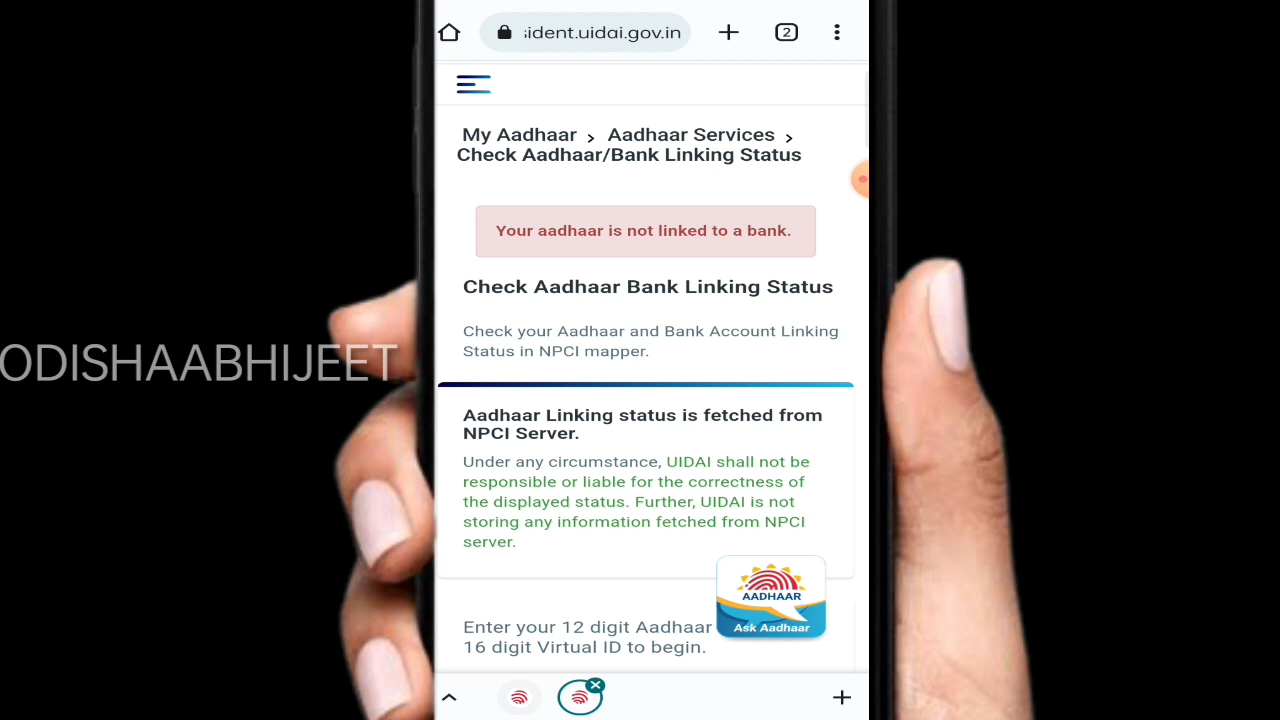 :ident.uidai.gov.in
2
My Aadhaar > Aadhaar Services >
Check Aadhaar/Bank Linking Status
Your aadhaar is not linked to a bank.
Check Aadhaar Bank Linking Status
Check your Aadhaar and Bank Account Linking
Status in NPCI mapper.
ODISHAABHIJEET
Aadhaar Linking status is fetched from
NPCI Server.
Under any circumstance, UIDAI shall not be
responsible or liable for the correctness of
the displayed status. Further, UIDAI is not
storing any information fetched from NPCI
server.
AADHAAR
Ask Aadhaar
Enter your 12 digit Aadhaar
16 digit Virtual ID to begin.